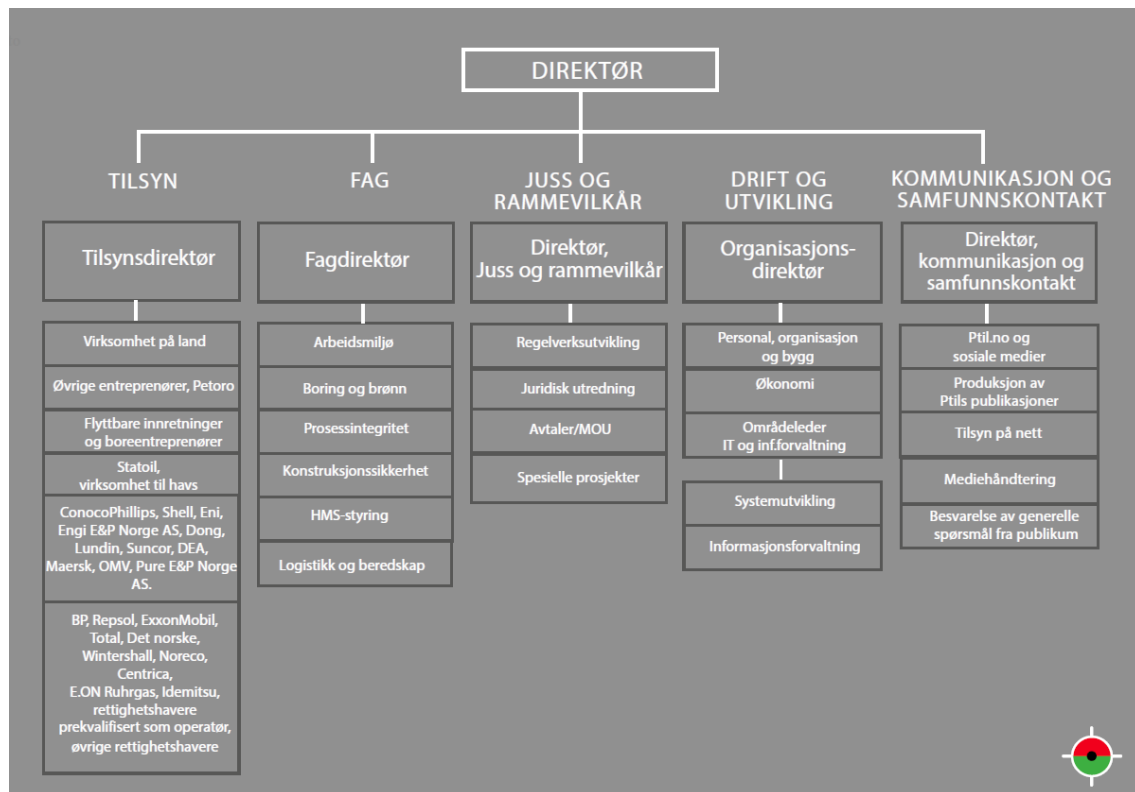 DIREKTØR
TILSYN
Tilsynsdirektør
Virksomhet på land
Øvrige entreprenører, Petoro
Flyttbare innretninger
og boreentreprenører
Statoil,
virksomhet til havs
ConocoPhillips, Shell, Eni,
Engi E&P Norge AS, Dong,
Lundin, Suncor, DEA,
Maersk, OMV, Pure E&P Norge
AS.
BP, Repsol, ExxonMobil,
Total, Det norske,
Wintershall, Noreco,
Centrica,
E.ON Ruhrgas, Idemitsu,
rettighetshavere
prekvalifisert som operatør,
øvrige rettighetshavere
FAG
Fagdirektør
Arbeidsmiljø
Boring og brønn
Prosessintegritet
Konstruksjonssikkerhet
HMS-styring
Logistikk og beredskap
JUSS OG
RAMMEVILKÅR
Direktør,
Juss og rammevilkår
Regelverksutvikling
Juridisk utredning
Avtaler/MOU
Spesielle prosjekter
DRIFT OG
UTVIKLING
Organisasjons-
direktør
Personal, organisasjon
og bygg
Økonomi
Områdeleder
IT og inf.forvaltning
Systemutvikling
Informasjonsforvaltning
KOMMUNIKASJON OG
SAMFUNNSKONTAKT
Direktør,
kommunikasjon og
samfunnskontakt
Ptil.no og
sosiale medier
Produksjon av
Ptils publikasjoner
Tilsyn på nett
Mediehåndtering
Besvarelse av generelle
spørsmål fra publikum